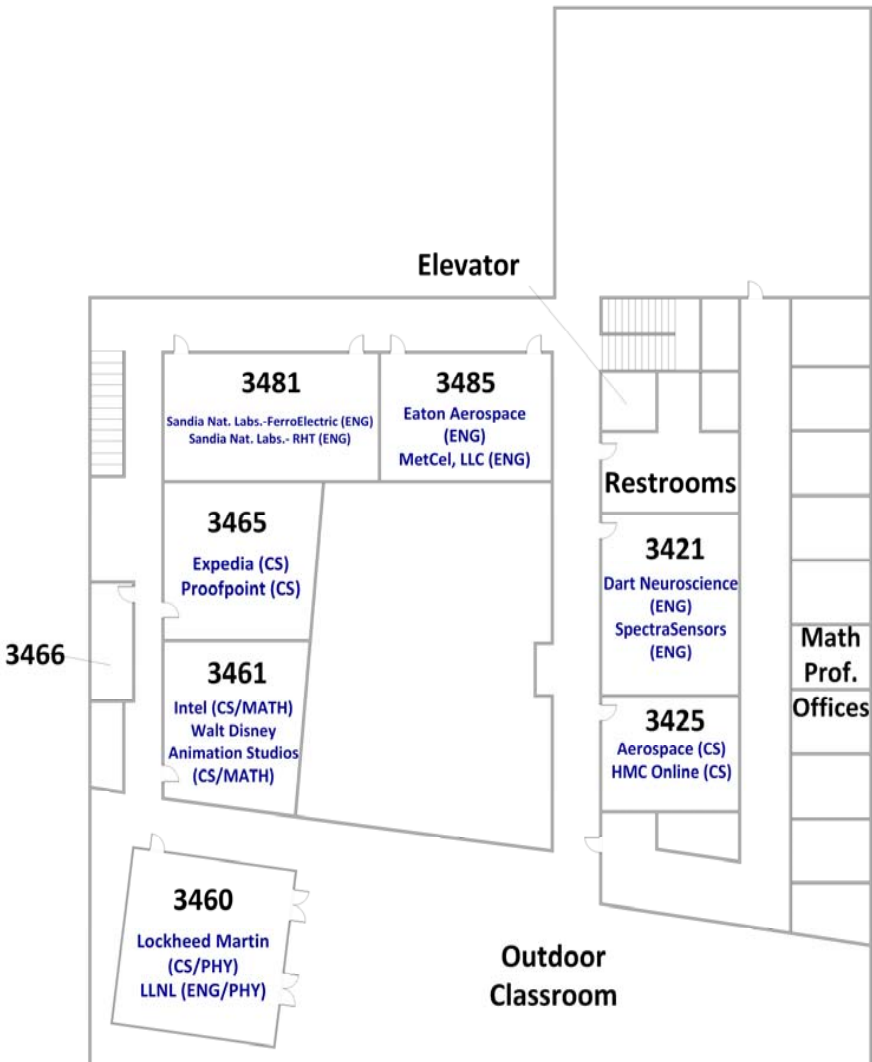 Elevator
3481
Sandia Nat. Labs.-FerroElectric (ENG)
Sandia Nat. Labs.- RHT (ENG)
3485
Eaton Aerospace
(ENG)
MetCel, LLC (ENG)
Restrooms
3465
Expedia (CS)
Proofpoint (CS)
3421
Dart Neuroscience
(ENG)
SpectraSensors
(ENG)
Math
Prof.
Offices
3466
3461
Intel (CS/MATH)
Walt Disney
Animation Studios
(CS/MATH)
3425
Aerospace (CS)
HMC Online (CS)
3460
Lockheed Martin
(CS/PHY)
LLNL (ENG/PHY)
Outdoor
Classroom